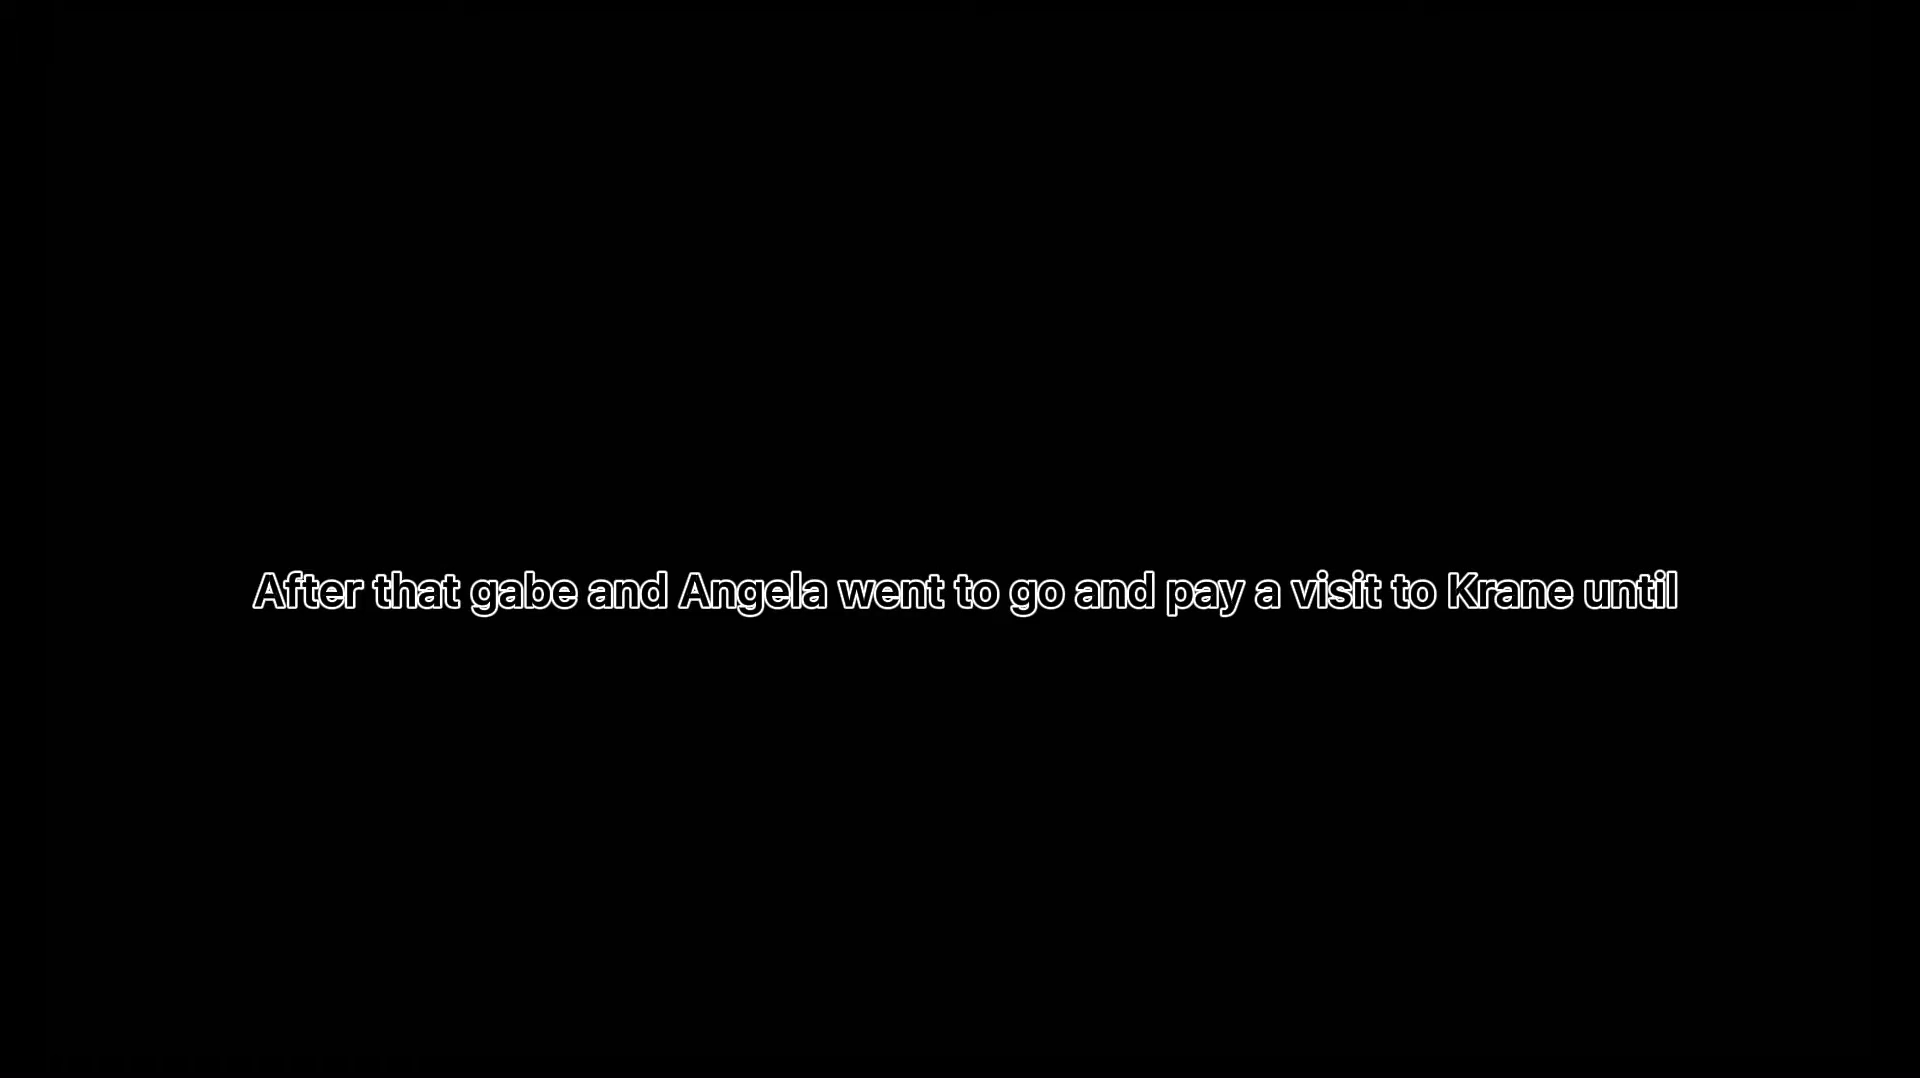 After that gabe and Angela went to go and pay a visit to Krane until